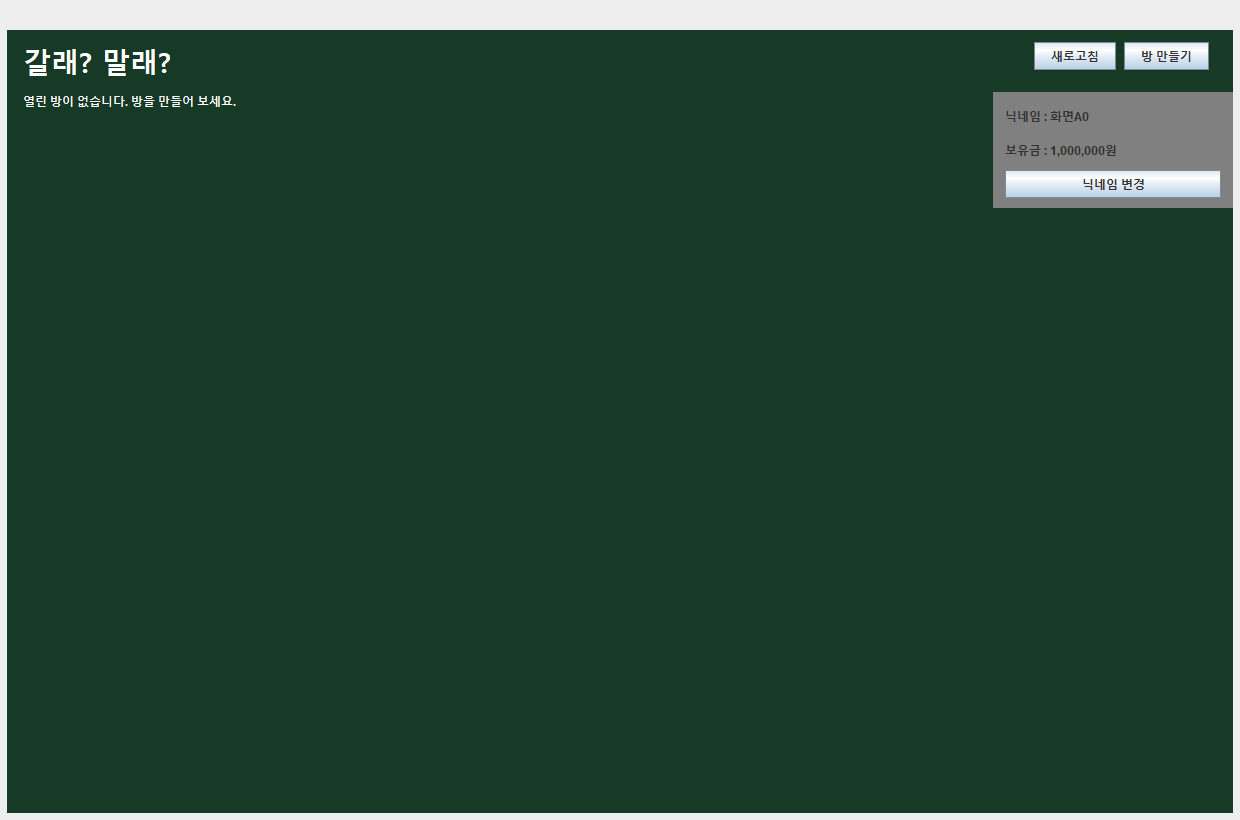 갈래? 말래?
새로고침 방 만들기
열린 방이 없습니다. 방을 만들어 보세요.
닉네임 : 화면A0
보유금 : 1,000,000원
닉네임 변경